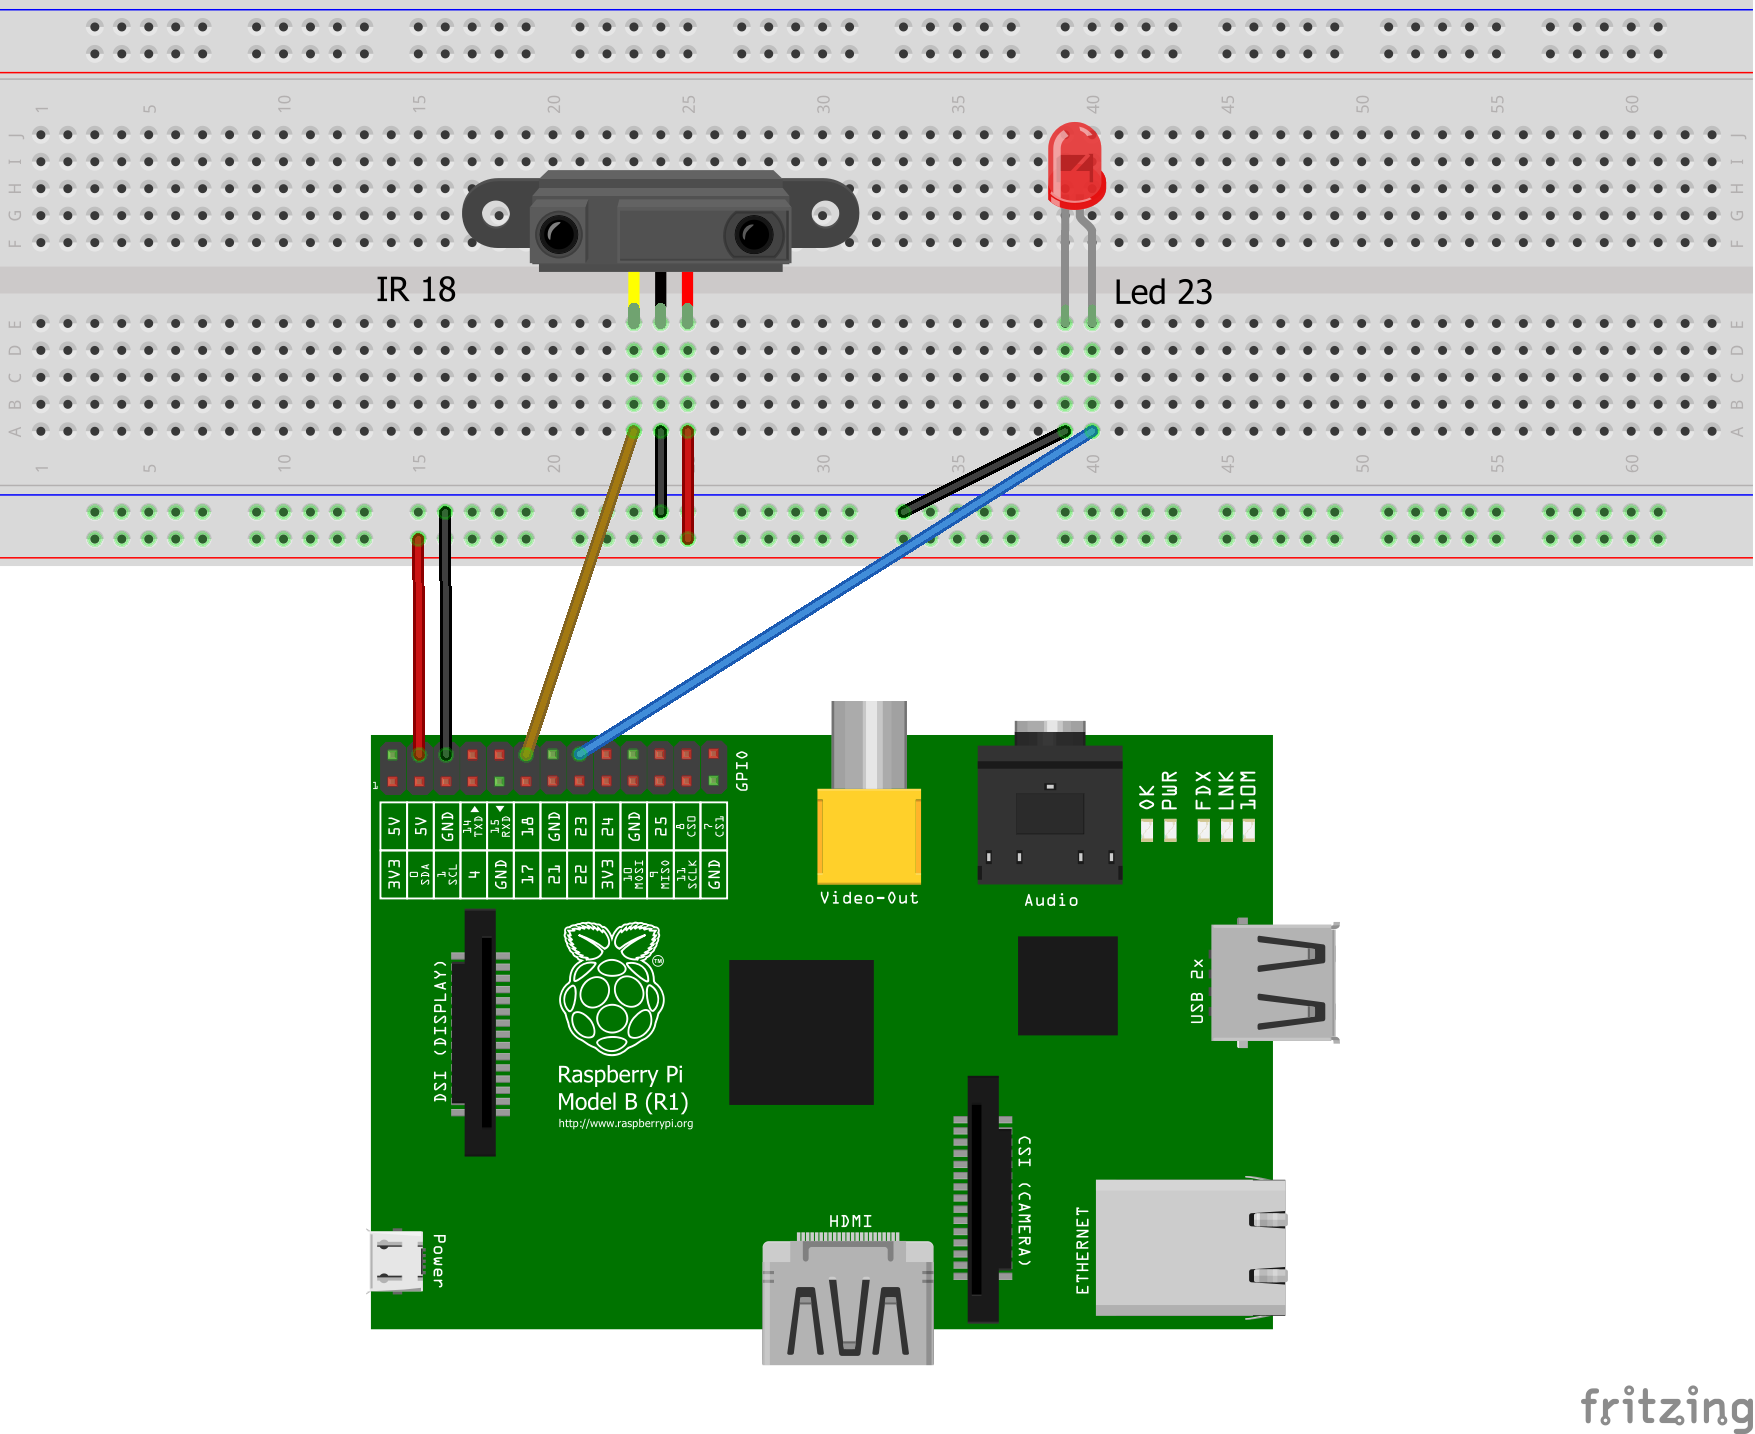 1 5 10 15 20 25 30 35 40 45 50 55 60
J J
I I
H H
G G
F F
IR 18
Led 23
E E
D D
C C
B B
A A
1 5 10 15 20 30 35 40 45 50 55 60
1
GPIO
5V 5V GND 14 TXD 15 RXD 18 GND 23 24 GND 25 8 CS0 7 CS1
3V3 0 SDA 1 SCL 4 GND 17 21 22 3V3 10 MOSI 9 MISO 11 SCLK GND
OK PWR FDX LNK 10M
Video-Out
Audio
DSI (DISPLAY)
TM
Raspberry Pi
Model B (R1)
http://www.raspberrypi.org
USB 2x
CSI (CAMERA)
ETHERNET
HDMI
Power
fritzing